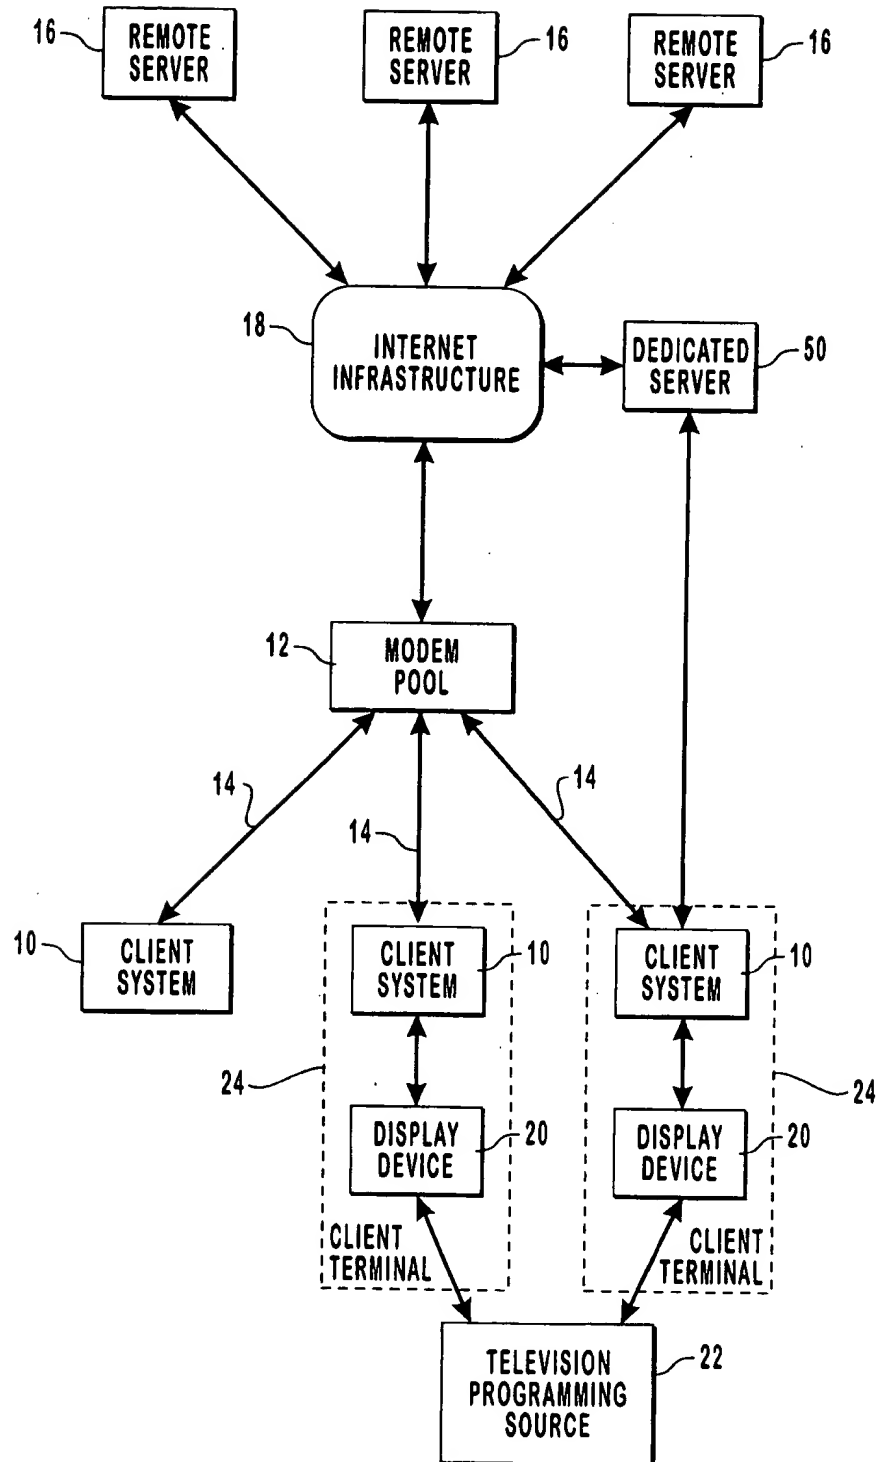 16
REMOTE
SERVER
REMOTE
SERVER
16
REMOTE
SERVER
16
18
INTERNET
INFRASTRUCTURE
DEDICATED
SERVER
50
12
MODEM
POOL
14
14
14
10
CLIENT
SYSTEM
CLIENT
SYSTEM
10
CLIENT
SYSTEM
10
24
24
DISPLAY
DEVICE
20
DISPLAY
DEVICE
20
CLIENT
TERMINAL
CLIENT
TERMINAL
TELEVISION
PROGRAMMING
SOURCE
22